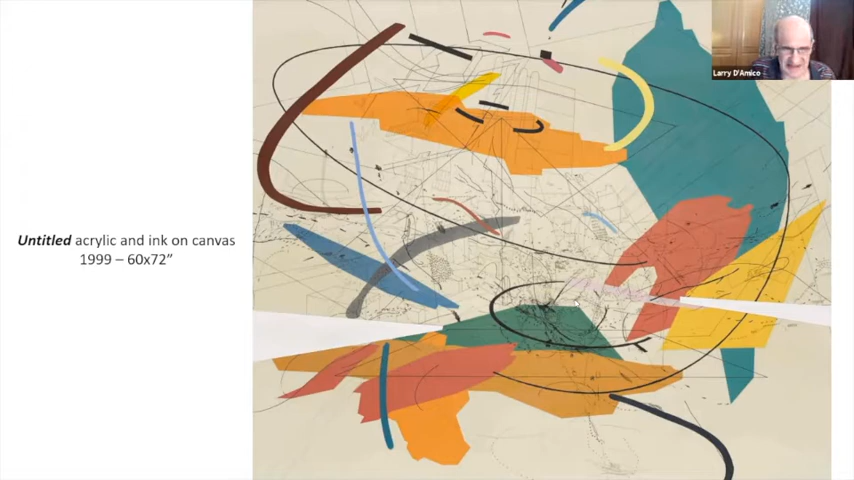 Untitled acrylic and ink on canvas
1999 – 60x72”
Larry D'Amico